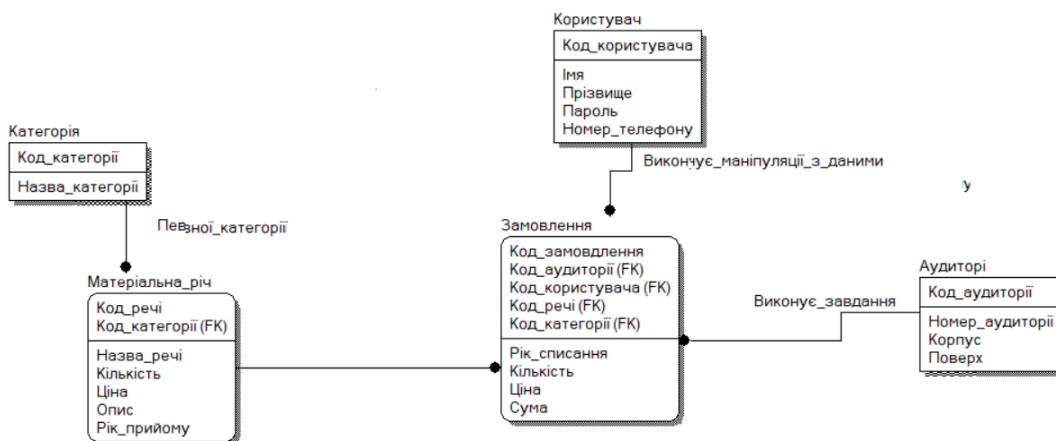 Користувач
Код_користувача
Імя
Прізвище
Пароль
Номер_телефону
Викончує_маніпуляції_з_даними
Категорія
Код_категорії
Назва_категорії
Матеріальна_річ
Код_речі
Код_категорії (FK)
Назва_речі
Кількість
Ціна
Опис
Рік_прийому
Замовлення
Код_замовдлення
Код_аудиторії (FK)
Код_користувача (FK)
Код_речі (FK)
Код_категорії (FK)
Рік_списання
Кількість
Ціна
Сума
Виконує_завдання
Аудиторі
Код_аудиторії
Номер_аудиторії
Корпус
Поверх